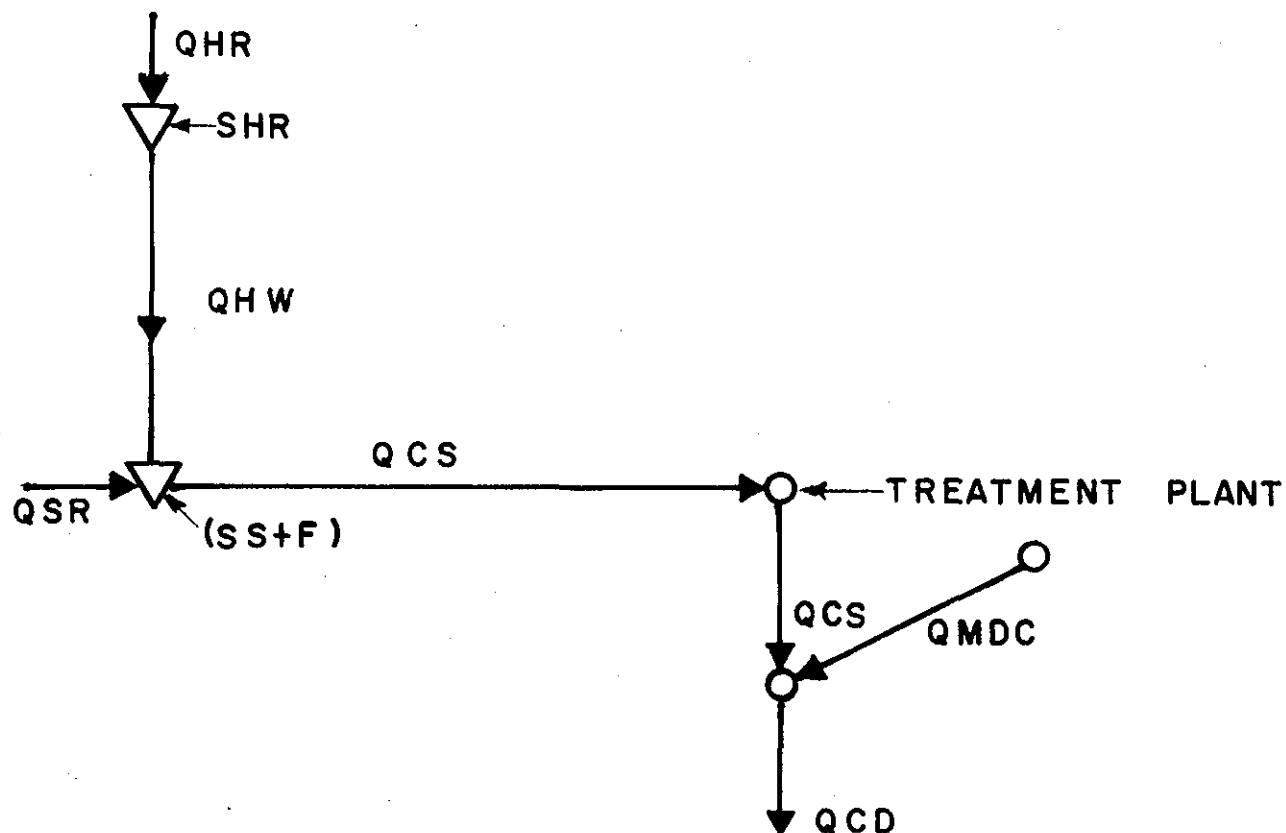 QHR
SHR
QHW
QCS
TREATMENT PLANT
QSR
(SS+F)
QCS
QMDC
QCD